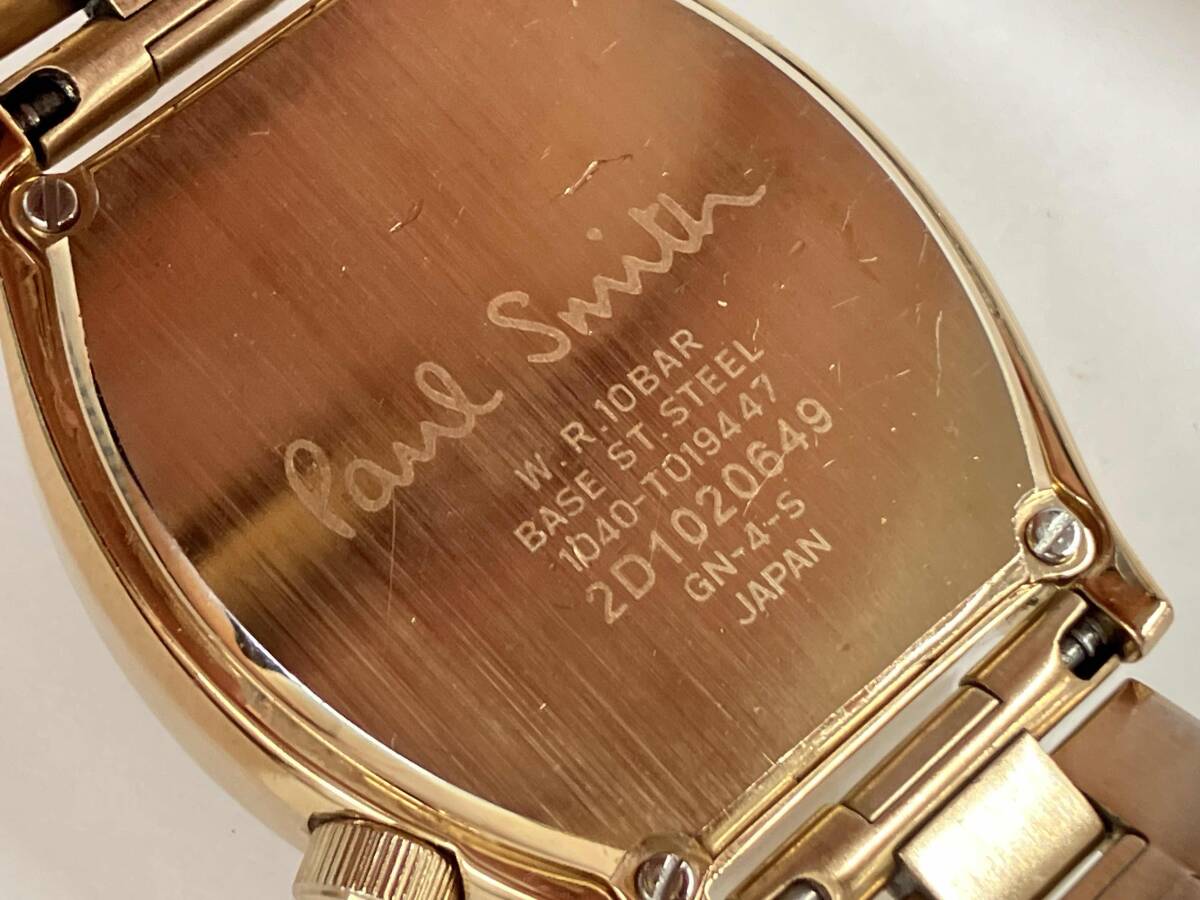 Paul Smith
W.R.10BAR
BASE ST.STEEL
1040-T019447
2D1020649
GN-4-S
JAPAN